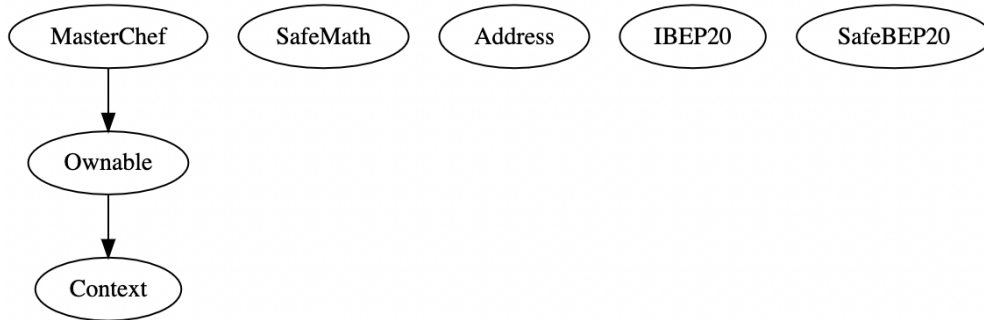 MasterChef
SafeMath
Address
IBEP20
SafeBEP20
Ownable
Context